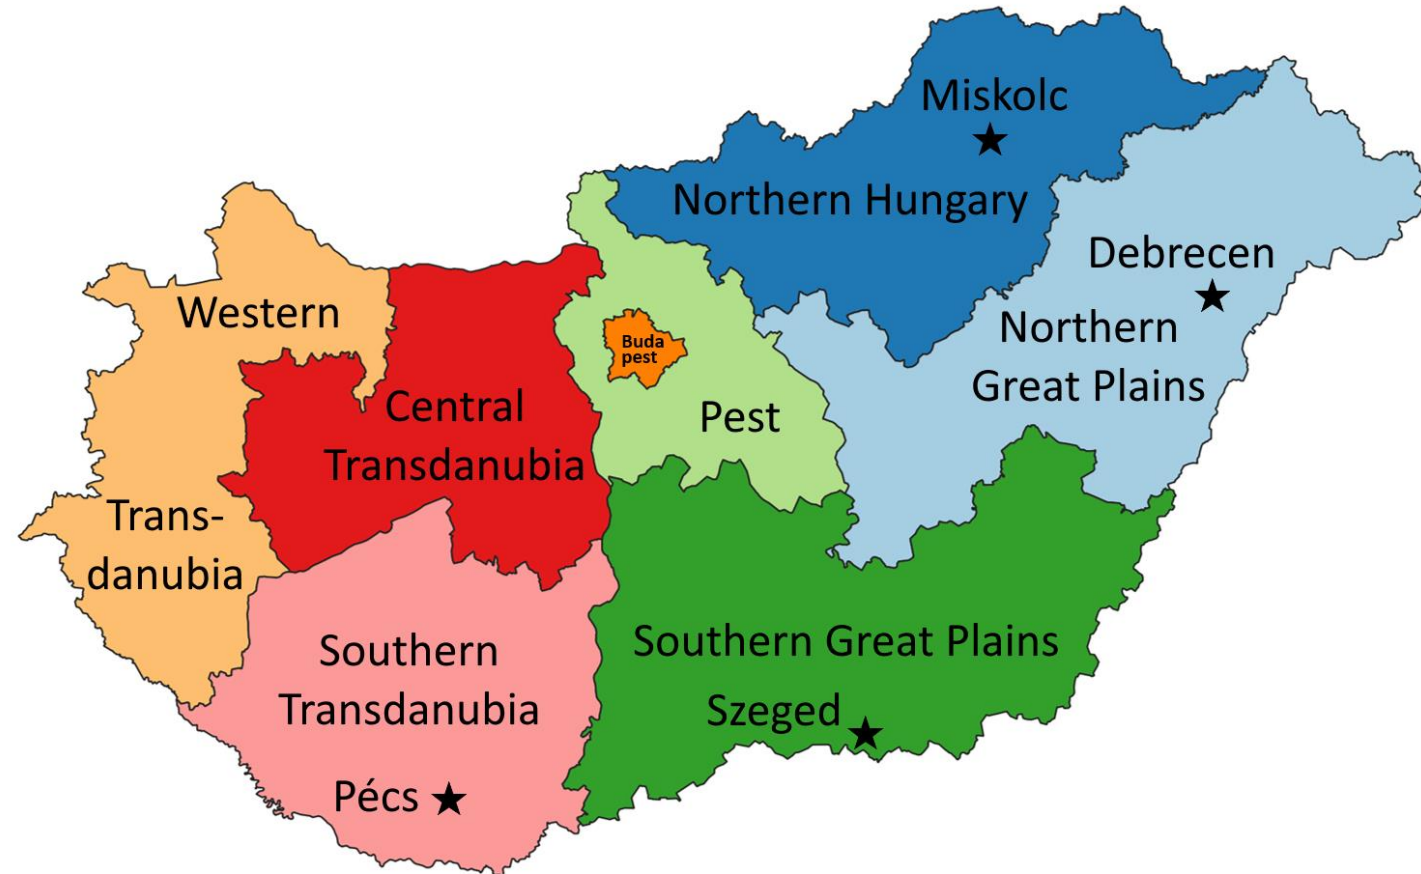 Miskolc
Northern Hungary
Debrecen
Northern
Great Plains
Western
Buda
pest
Central
Transdanubia
Pest
Trans-
danubia
Southern
Transdanubia
Southern Great Plains
Szeged
Pécs